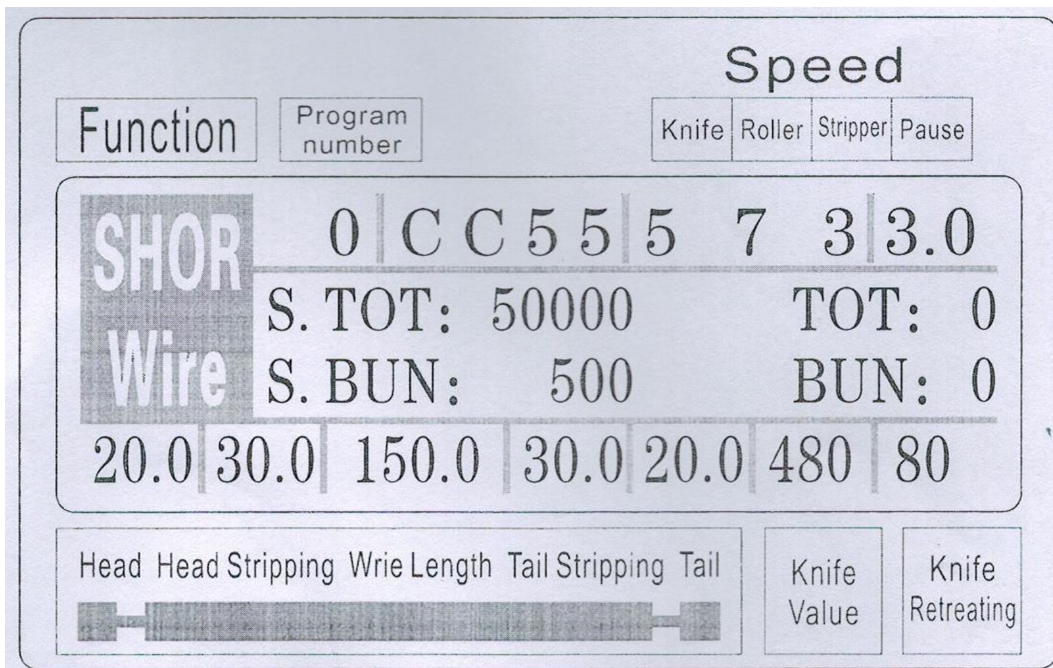 Speed
Function Program number Knife Roller Stripper Pause
SHOR 0 C C 5 5 5 7 3 3.0
S. TOT: 50000 TOT: 0
Wire S. BUN: 500 BUN: 0
20.0 30.0 150.0 30.0 20.0 480 80
Head Head Stripping Wrie Length Tail Stripping Tail Knife Value Knife Retreating